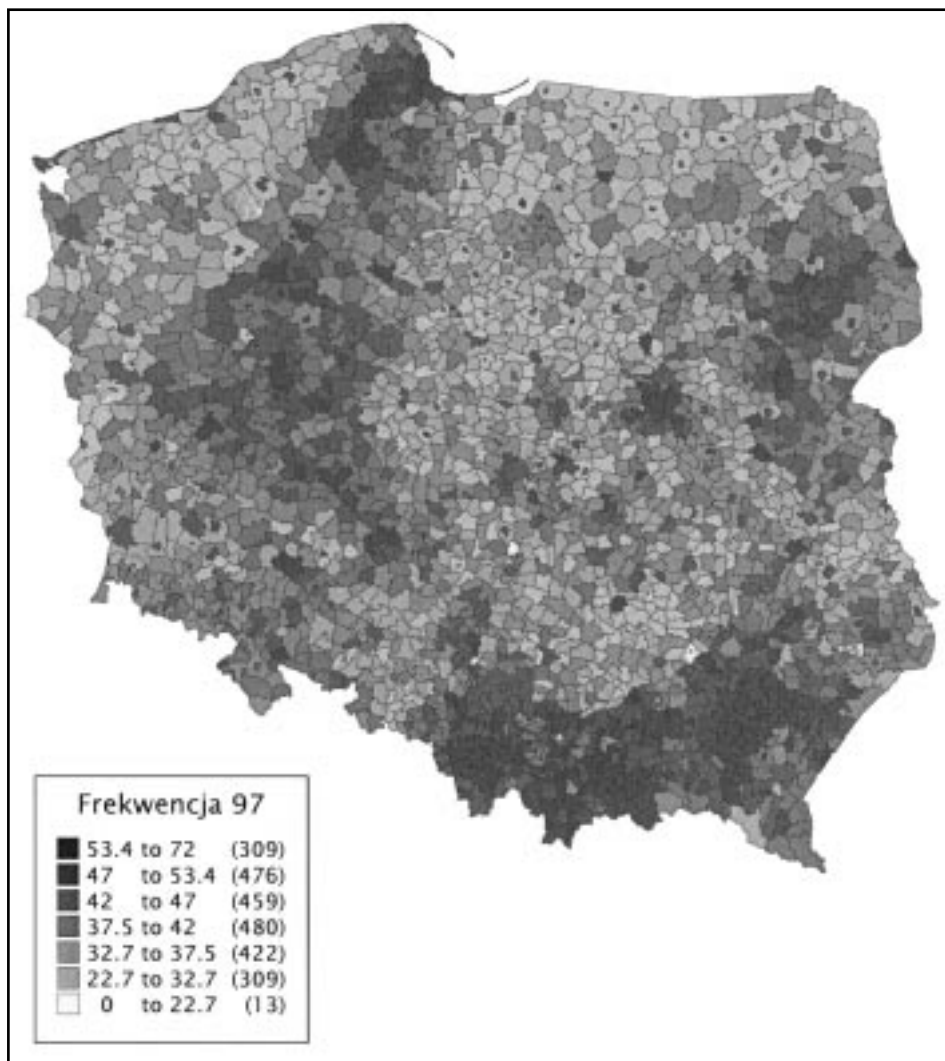 Frekwencja 97
53.4 to 72 (309)
47 to 53.4 (476)
42 to 47 (459)
37.5 to 42 (480)
32.7 to 37.5 (422)
22.7 to 32.7 (309)
0 to 22.7 (13)